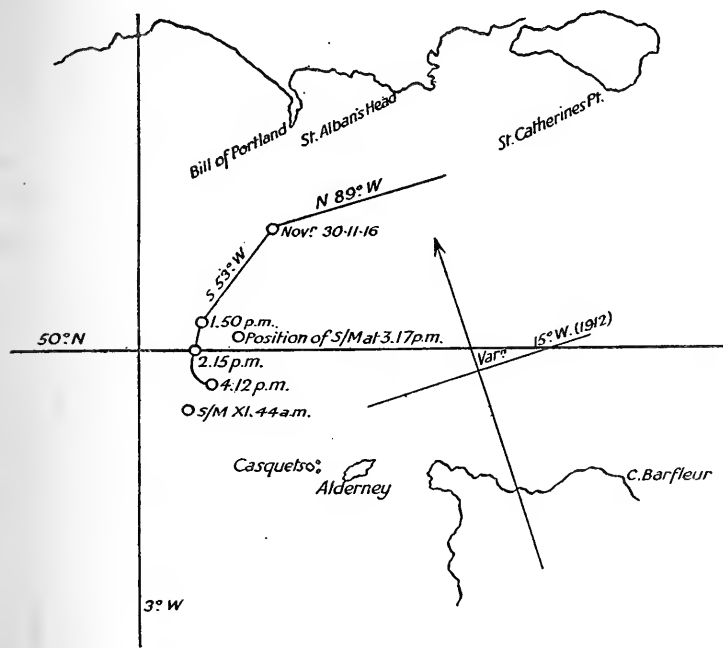 Bill of Portland
St. Alban's Head
St. Catherines Pt.
N 89° W
Novr. 30·11·16
S 53° W
1.50 p.m.
15° W. (1912)
50° N
Position of S/M at 3.17 p.m.
Varn.
2.15 p.m.
4.12 p.m.
S/M XI. 44 a.m.
Casquets
Alderney
C. Barfleur
3° W